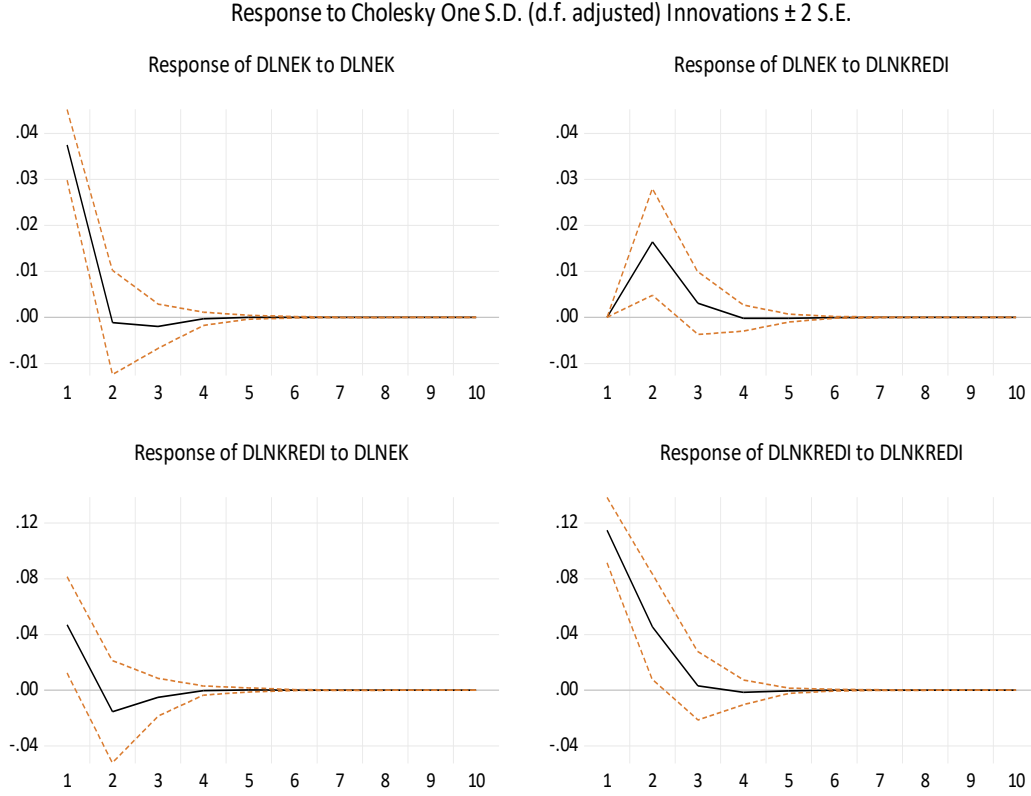 Response to Cholesky One S.D. (d.f. adjusted) Innovations ± 2 S.E.
Response of DLNEK to DLNEK
.04
.03
.02
.01
.00
-.01
1 2 3 4 5 6 7 8 9 10
Response of DLNEK to DLNKREDI
.04
.03
.02
.01
.00
-.01
1 2 3 4 5 6 7 8 9 10
Response of DLNKREDI to DLNEK
.12
.08
.04
.00
-.04
1 2 3 4 5 6 7 8 9 10
Response of DLNKREDI to DLNKREDI
.12
.08
.04
.00
-.04
1 2 3 4 5 6 7 8 9 10